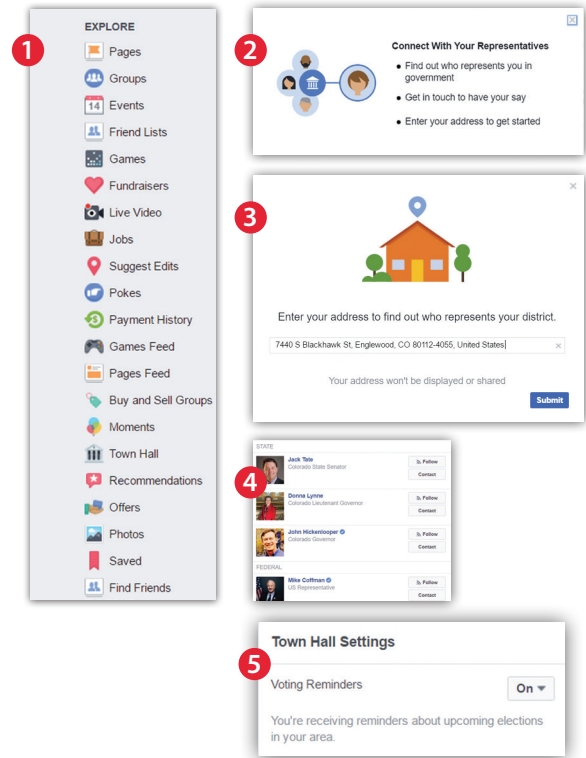 1
EXPLORE
Pages
Groups
14 Events
Friend Lists
Games
Fundraisers
Live Video
Jobs
Suggest Edits
Pokes
Payment History
Games Feed
Pages Feed
Buy and Sell Groups
Moments
Town Hall
Recommendations
Offers
Photos
Saved
Find Friends
2
Connect With Your Representatives
• Find out who represents you in
government
• Get in touch to have your say
• Enter your address to get started
3
Enter your address to find out who represents your district.
7440 S Blackhawk St, Englewood, CO 80112-4055, United States
Your address won't be displayed or shared
Submit
4
STATE
Jack Tate
Colorado State Senator
Follow
Contact
Donna Lynne
Colorado Lieutenant Governor
Follow
Contact
John Hickenlooper
Colorado Governor
Follow
Contact
FEDERAL
Mike Coffman
US Representative
Follow
Contact
5
Town Hall Settings
Voting Reminders
On
You're receiving reminders about upcoming elections
in your area.